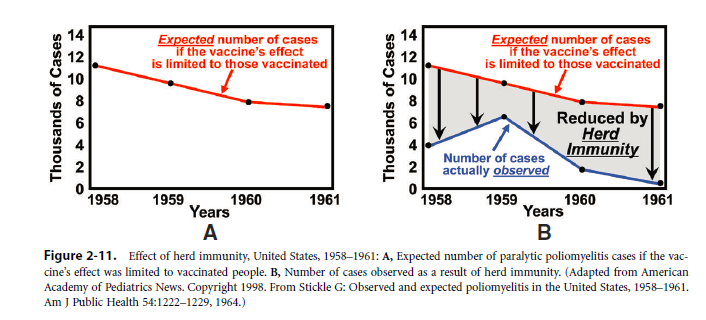 Thousands of Cases
14
12
10
8
6
4
2
0
Expected number of cases
if the vaccine's effect
is limited to those vaccinated
1958
1959
1960
1961
Years
A
Thousands of Cases
14
12
10
8
6
4
2
0
Expected number of cases
if the vaccine's effect
is limited to those vaccinated
Reduced by
Herd
Immunity
Number of cases
actually observed
1958
1959
1960
1961
Years
B
Figure 2-11. Effect of herd immunity, United States, 1958–1961: A, Expected number of paralytic poliomyelitis cases if the vac-
cine's effect was limited to vaccinated people. B, Number of cases observed as a result of herd immunity. (Adapted from American
Academy of Pediatrics News. Copyright 1998. From Stickle G: Observed and expected poliomyelitis in the United States, 1958–1961.
Am J Public Health 54:1222–1229, 1964.)